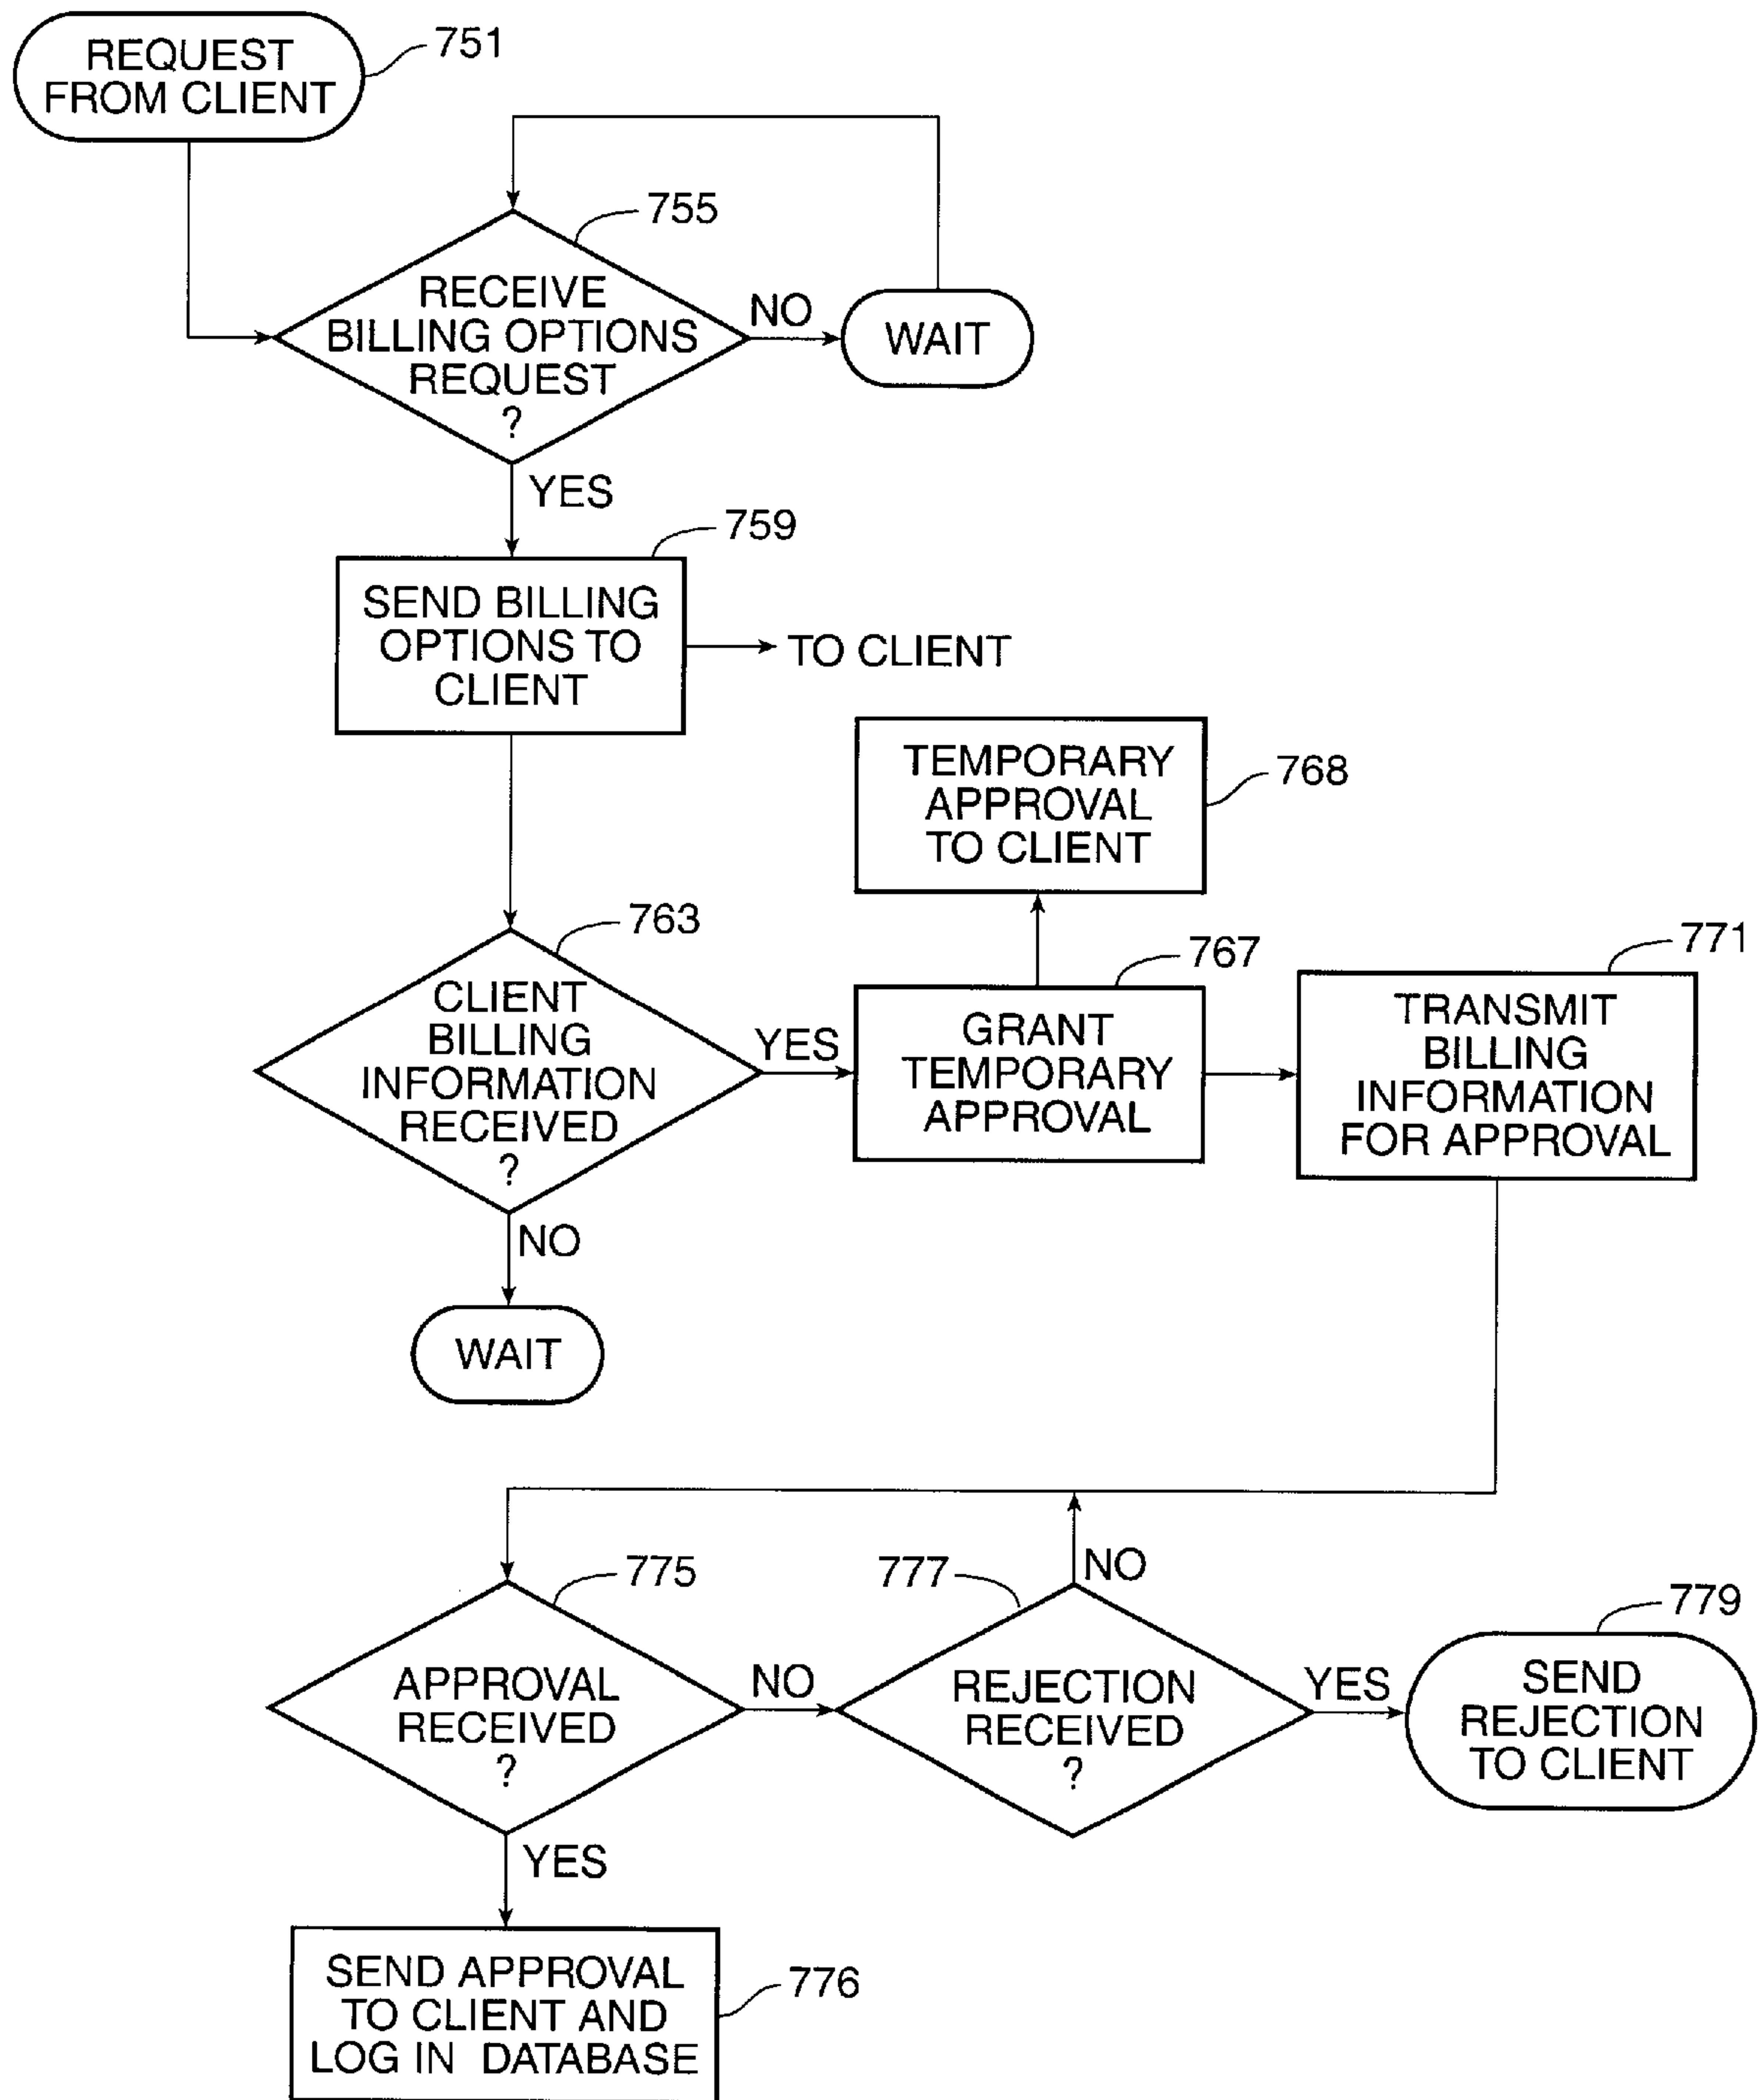 REQUEST
FROM CLIENT
751
755
RECEIVE
BILLING OPTIONS
REQUEST
?
NO
WAIT
YES
759
SEND BILLING
OPTIONS TO
CLIENT
TO CLIENT
TEMPORARY
APPROVAL
TO CLIENT
768
763
CLIENT
BILLING
INFORMATION
RECEIVED
?
YES
767
GRANT
TEMPORARY
APPROVAL
771
TRANSMIT
BILLING
INFORMATION
FOR APPROVAL
NO
WAIT
775
APPROVAL
RECEIVED
?
NO
777
NO
REJECTION
RECEIVED
?
YES
779
SEND
REJECTION
TO CLIENT
YES
SEND APPROVAL
TO CLIENT AND
LOG IN DATABASE
776